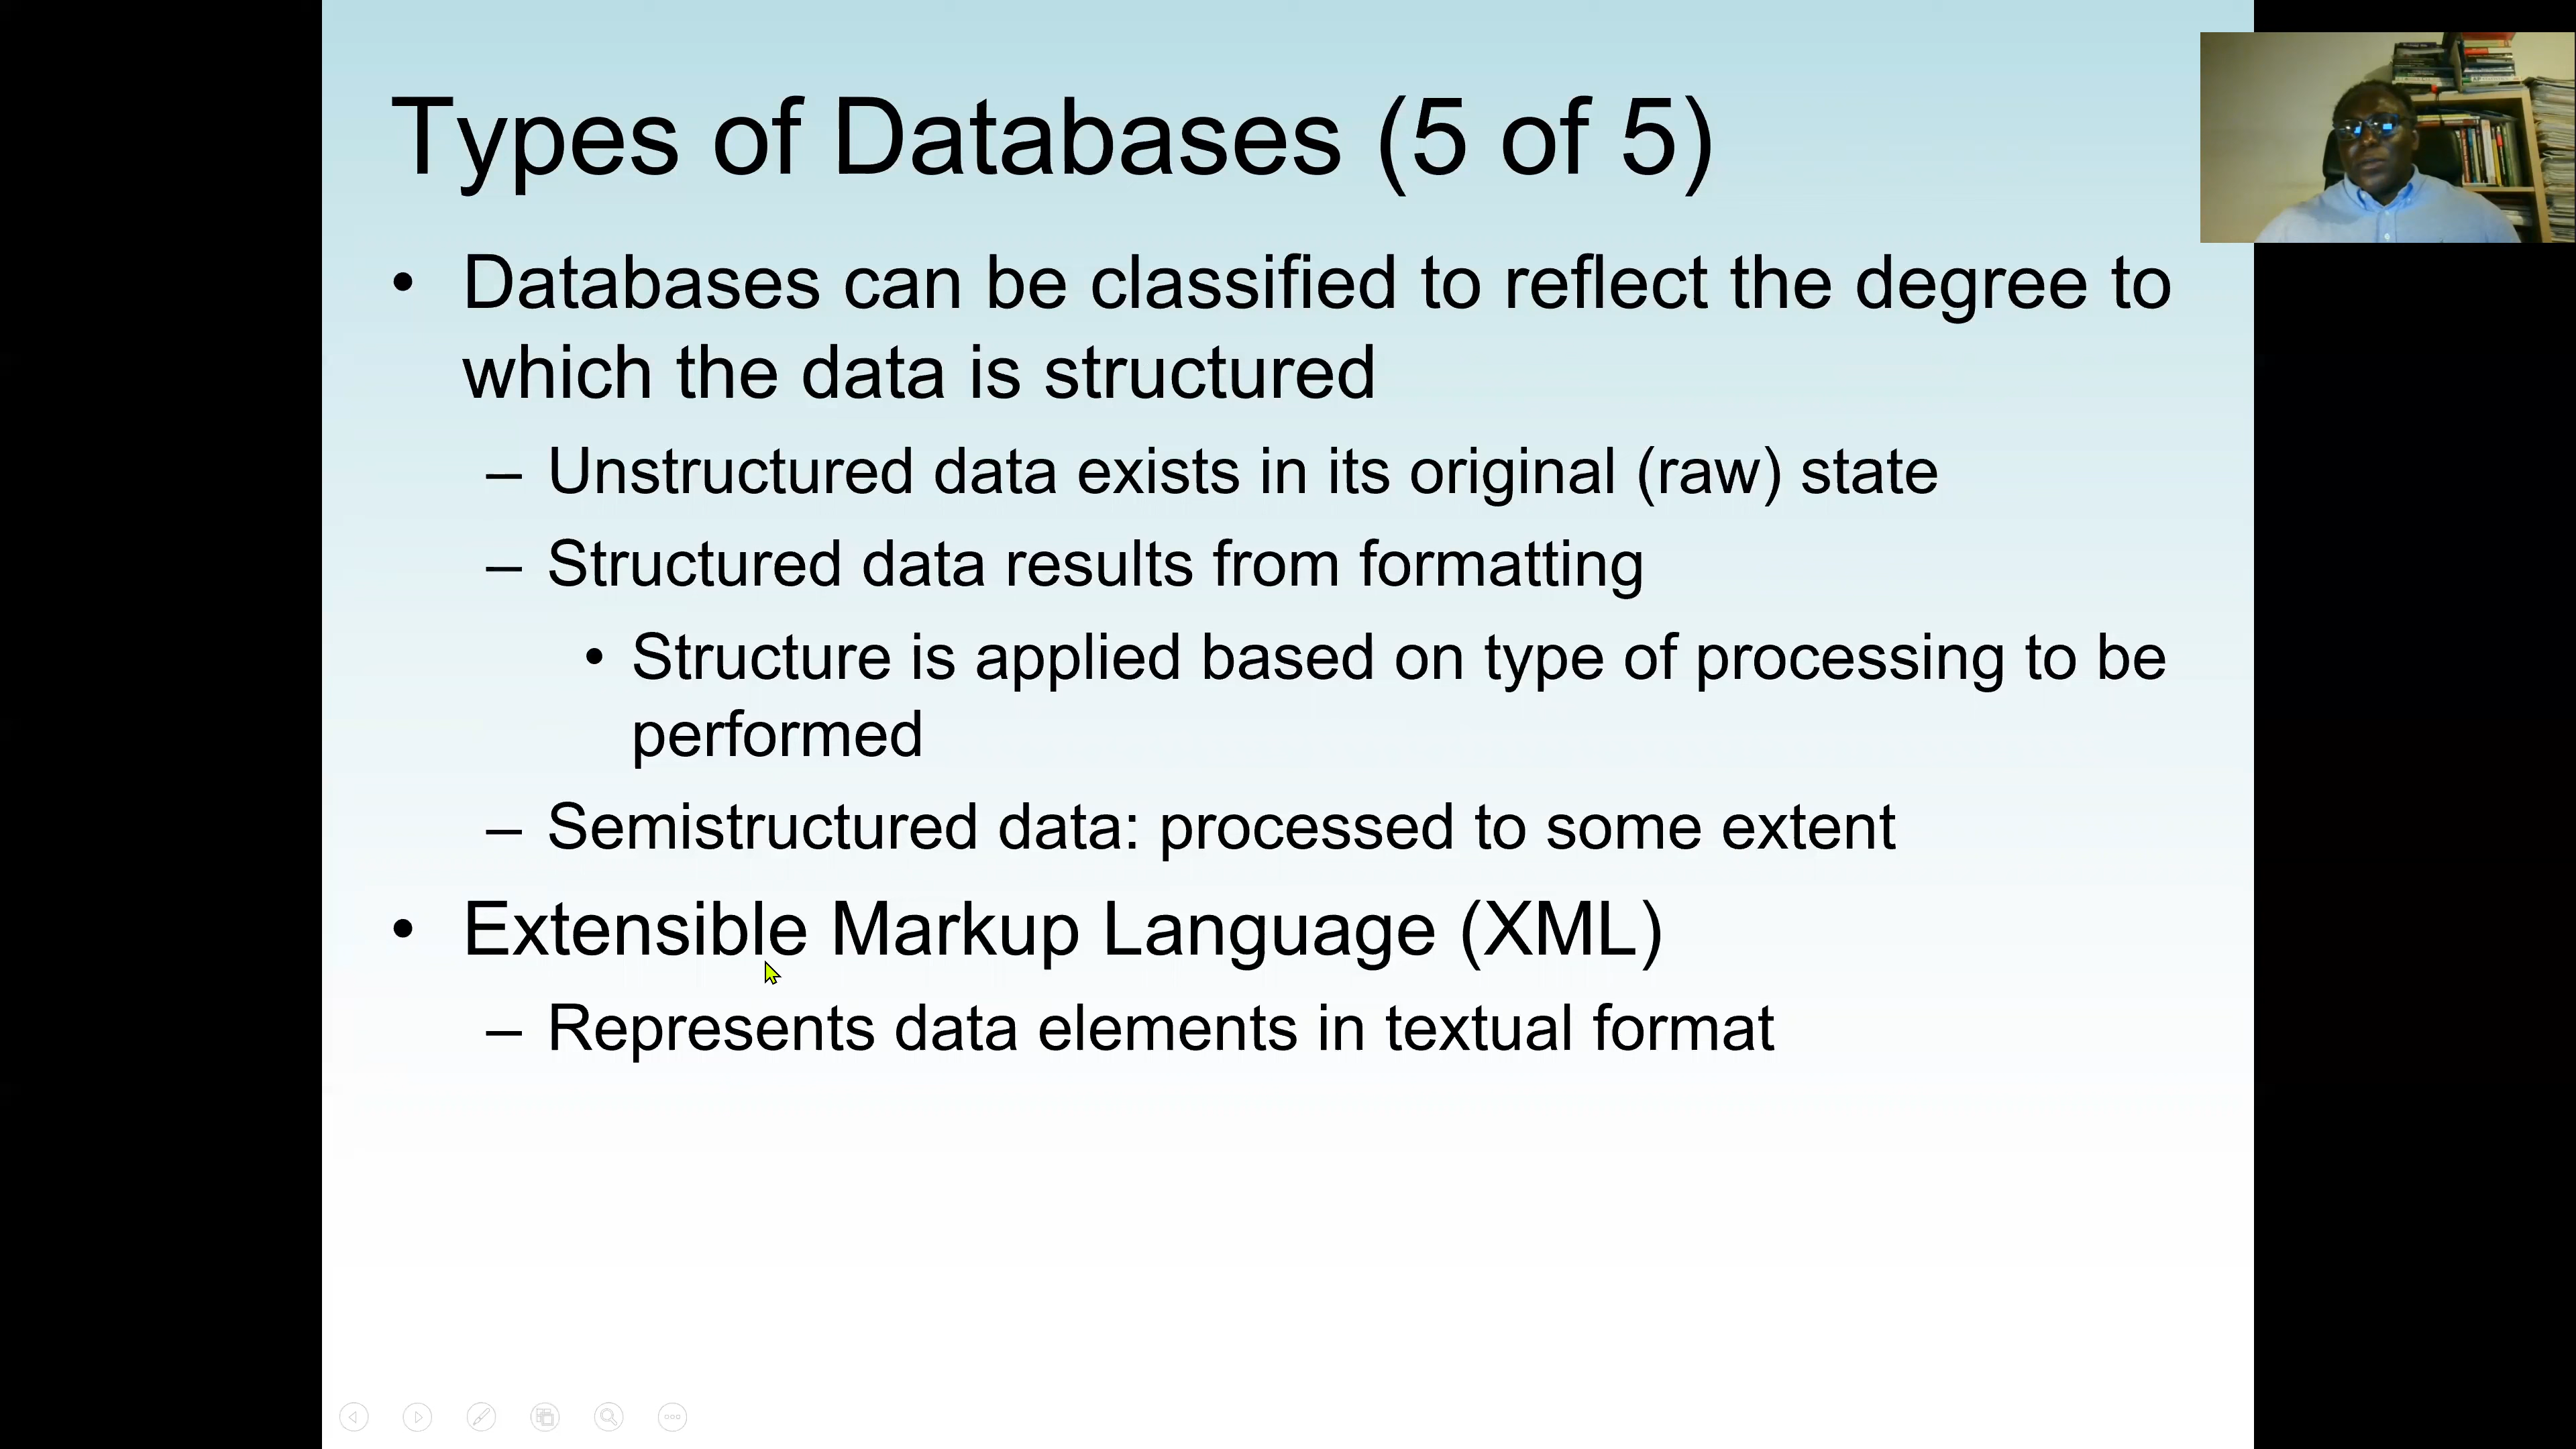 Types of Databases (5 of 5)
• Databases can be classified to reflect the degree to
which the data is structured
– Unstructured data exists in its original (raw) state
– Structured data results from formatting
• Structure is applied based on type of processing to be
performed
– Semistructured data: processed to some extent
• Extensible Markup Language (XML)
– Represents data elements in textual format